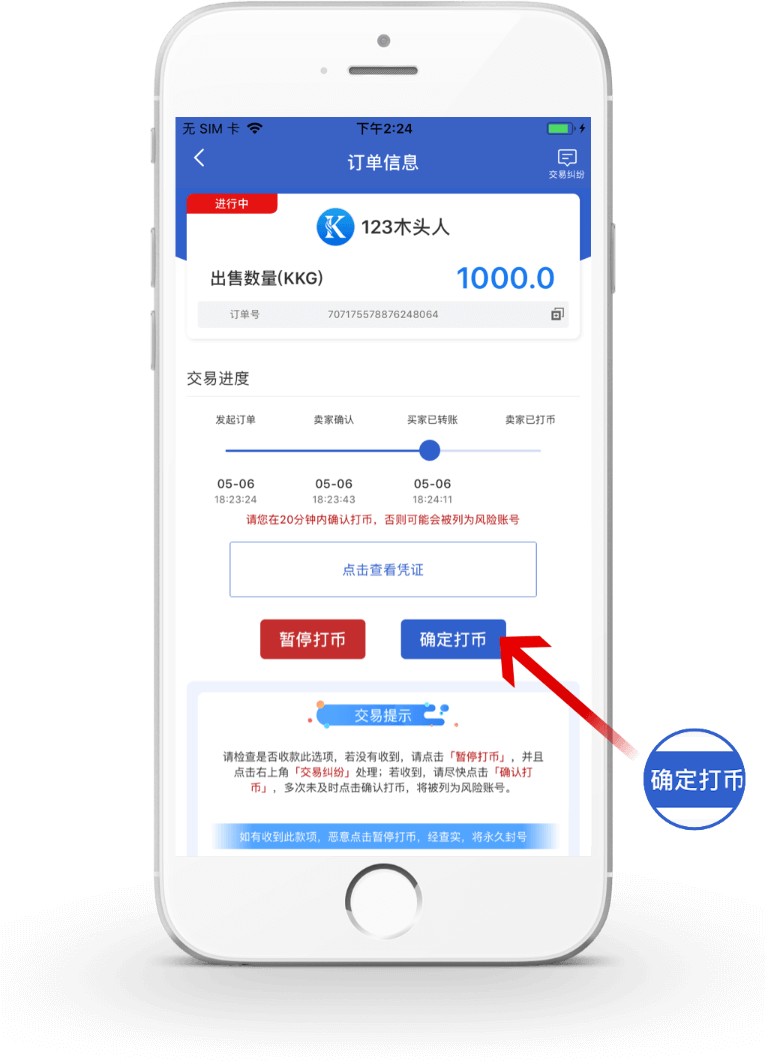 无 SIM 卡
下午2:24
订单信息
交易纠纷
进行中
K
123木头人
出售数量(KKG)
1000.0
订单号
707175578876248064
交易进度
发起订单
卖家确认
买家已转账
卖家已打币
05-06
05-06
05-06
18:23:24
18:23:43
18:24:11
请您在20分钟内确认打币，否则可能会被列为风险账号
点击查看凭证
暂停打币
确定打币
确定打币
交易提示
请检查是否收款此选项，若没有收到，请点击「暂停打币」，并且
点击右上角「交易纠纷」处理；若收到，请尽快点击「确认打
币」，多次未及时点击确认打币，将被列为风险账号。
如有收到此款项，恶意点击暂停打币，经查实，将永久封号